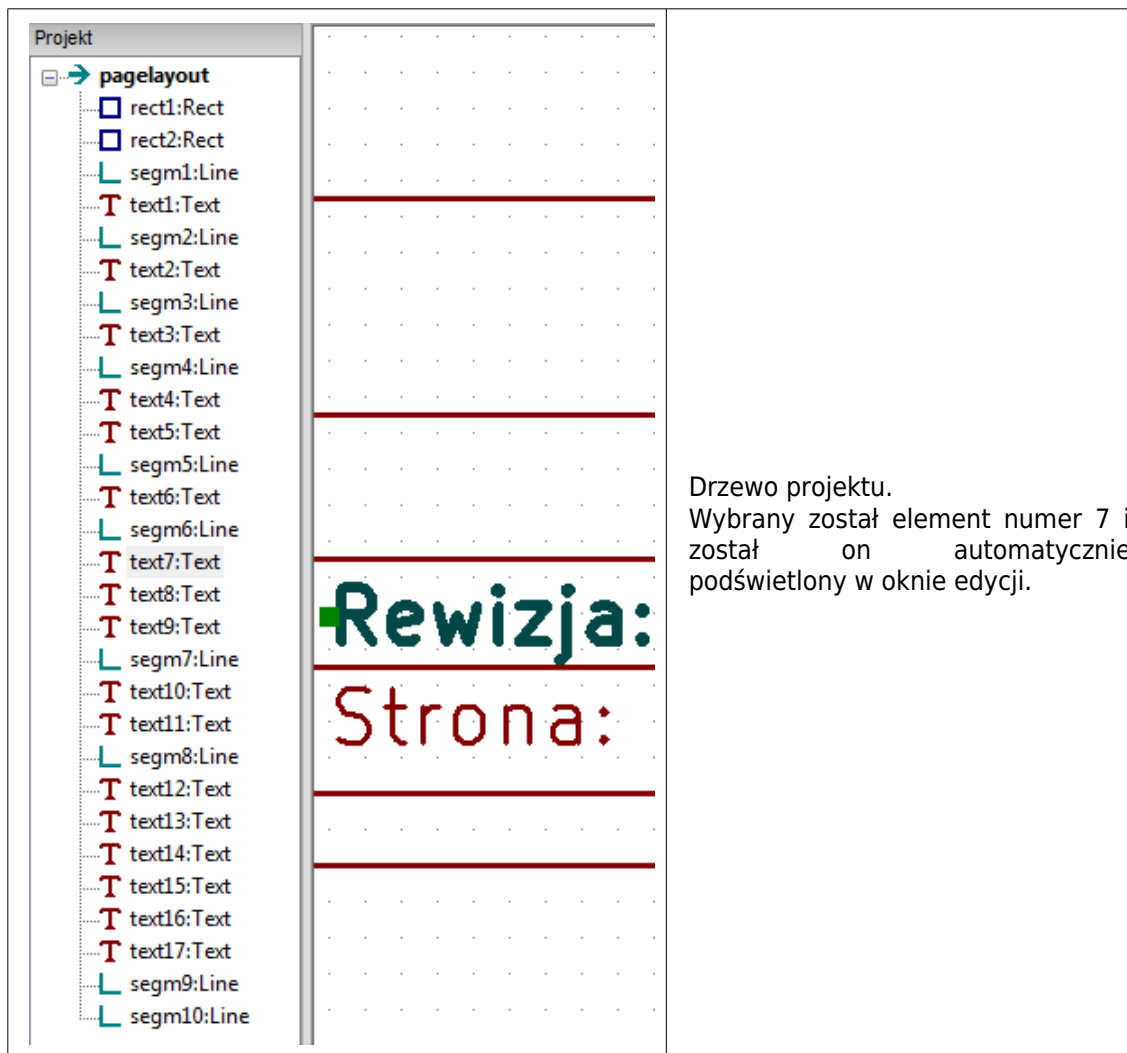 Projekt
pagelayout
rect1:Rect
rect2:Rect
segm1:Line
text1:Text
segm2:Line
text2:Text
segm3:Line
text3:Text
segm4:Line
text4:Text
text5:Text
segm5:Line
text6:Text
segm6:Line
text7:Text
text8:Text
text9:Text
segm7:Line
text10:Text
text11:Text
segm8:Line
text12:Text
text13:Text
text14:Text
text15:Text
text16:Text
text17:Text
segm9:Line
segm10:Line
Rewizja:
Strona:
Drzewo projektu.
Wybrany został element numer 7 i
został on automatycznie
podświetlony w oknie edycji.